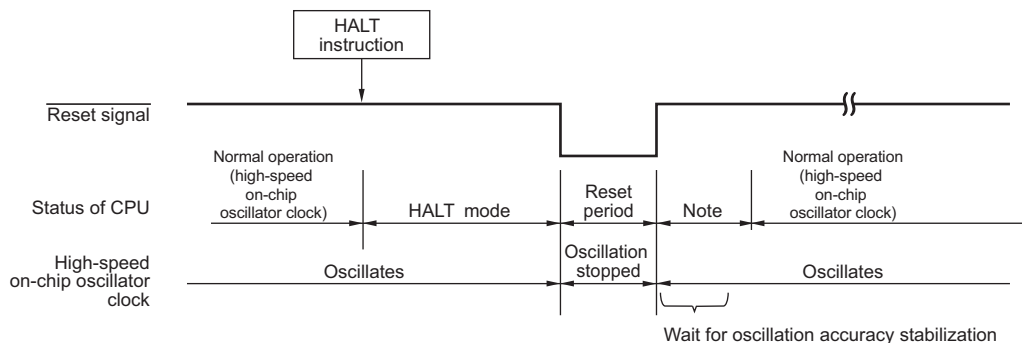 HALT
instruction
Reset signal
Normal operation
(high-speed
on-chip
oscillator clock)
Status of CPU
HALT mode
Reset
period
Note
Normal operation
(high-speed
on-chip
oscillator clock)
High-speed
on-chip oscillator
clock
Oscillates
Oscillation
stopped
Oscillates
Wait for oscillation accuracy stabilization